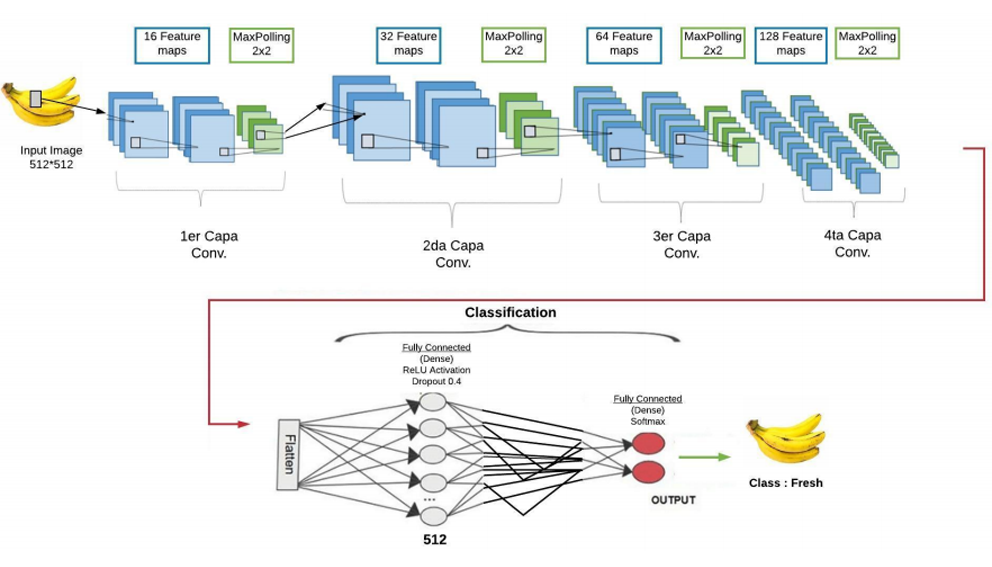 16 Feature
maps
MaxPolling
2x2
32 Feature
maps
MaxPolling
2x2
64 Feature
maps
MaxPolling
2x2
128 Feature
maps
MaxPolling
2x2
Input Image
512*512
1er Capa
Conv.
2da Capa
Conv.
3er Capa
Conv.
4ta Capa
Conv.
Classification
Fully Connected
(Dense)
ReLU Activation
Dropout 0.4
Fully Connected
(Dense)
Softmax
Flatten
...
OUTPUT
Class : Fresh
512